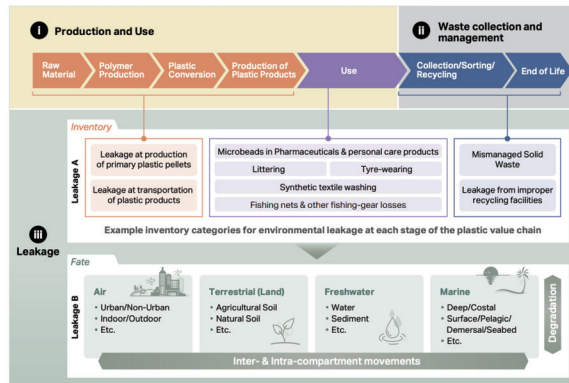 i Production and Use
ii Waste collection and
management
Raw
Material
Polymer
Production
Plastic
Conversion
Production of
Plastic Products
Use
Collection/Sorting/
Recycling
End of Life
Inventory
Leakage A
Leakage at production
of primary plastic pellets
Leakage at transportation
of plastic products
Microbeads in Pharmaceuticals & personal care products
Littering
Tyre-wearing
Synthetic textile washing
Fishing nets & other fishing-gear losses
Mismanaged Solid
Waste
Leakage from improper
recycling facilities
Example inventory categories for environmental leakage at each stage of the plastic value chain
iii
Leakage
Fate
Leakage B
Air
• Urban/Non-Urban
• Indoor/Outdoor
• Etc.
Terrestrial (Land)
• Agricultural Soil
• Natural Soil
• Etc.
Freshwater
• Water
• Sediment
• Etc.
Marine
• Deep/Costal
• Surface/Pelagic/
Demersal/Seabed
• Etc.
Degradation
Inter- & Intra-compartment movements